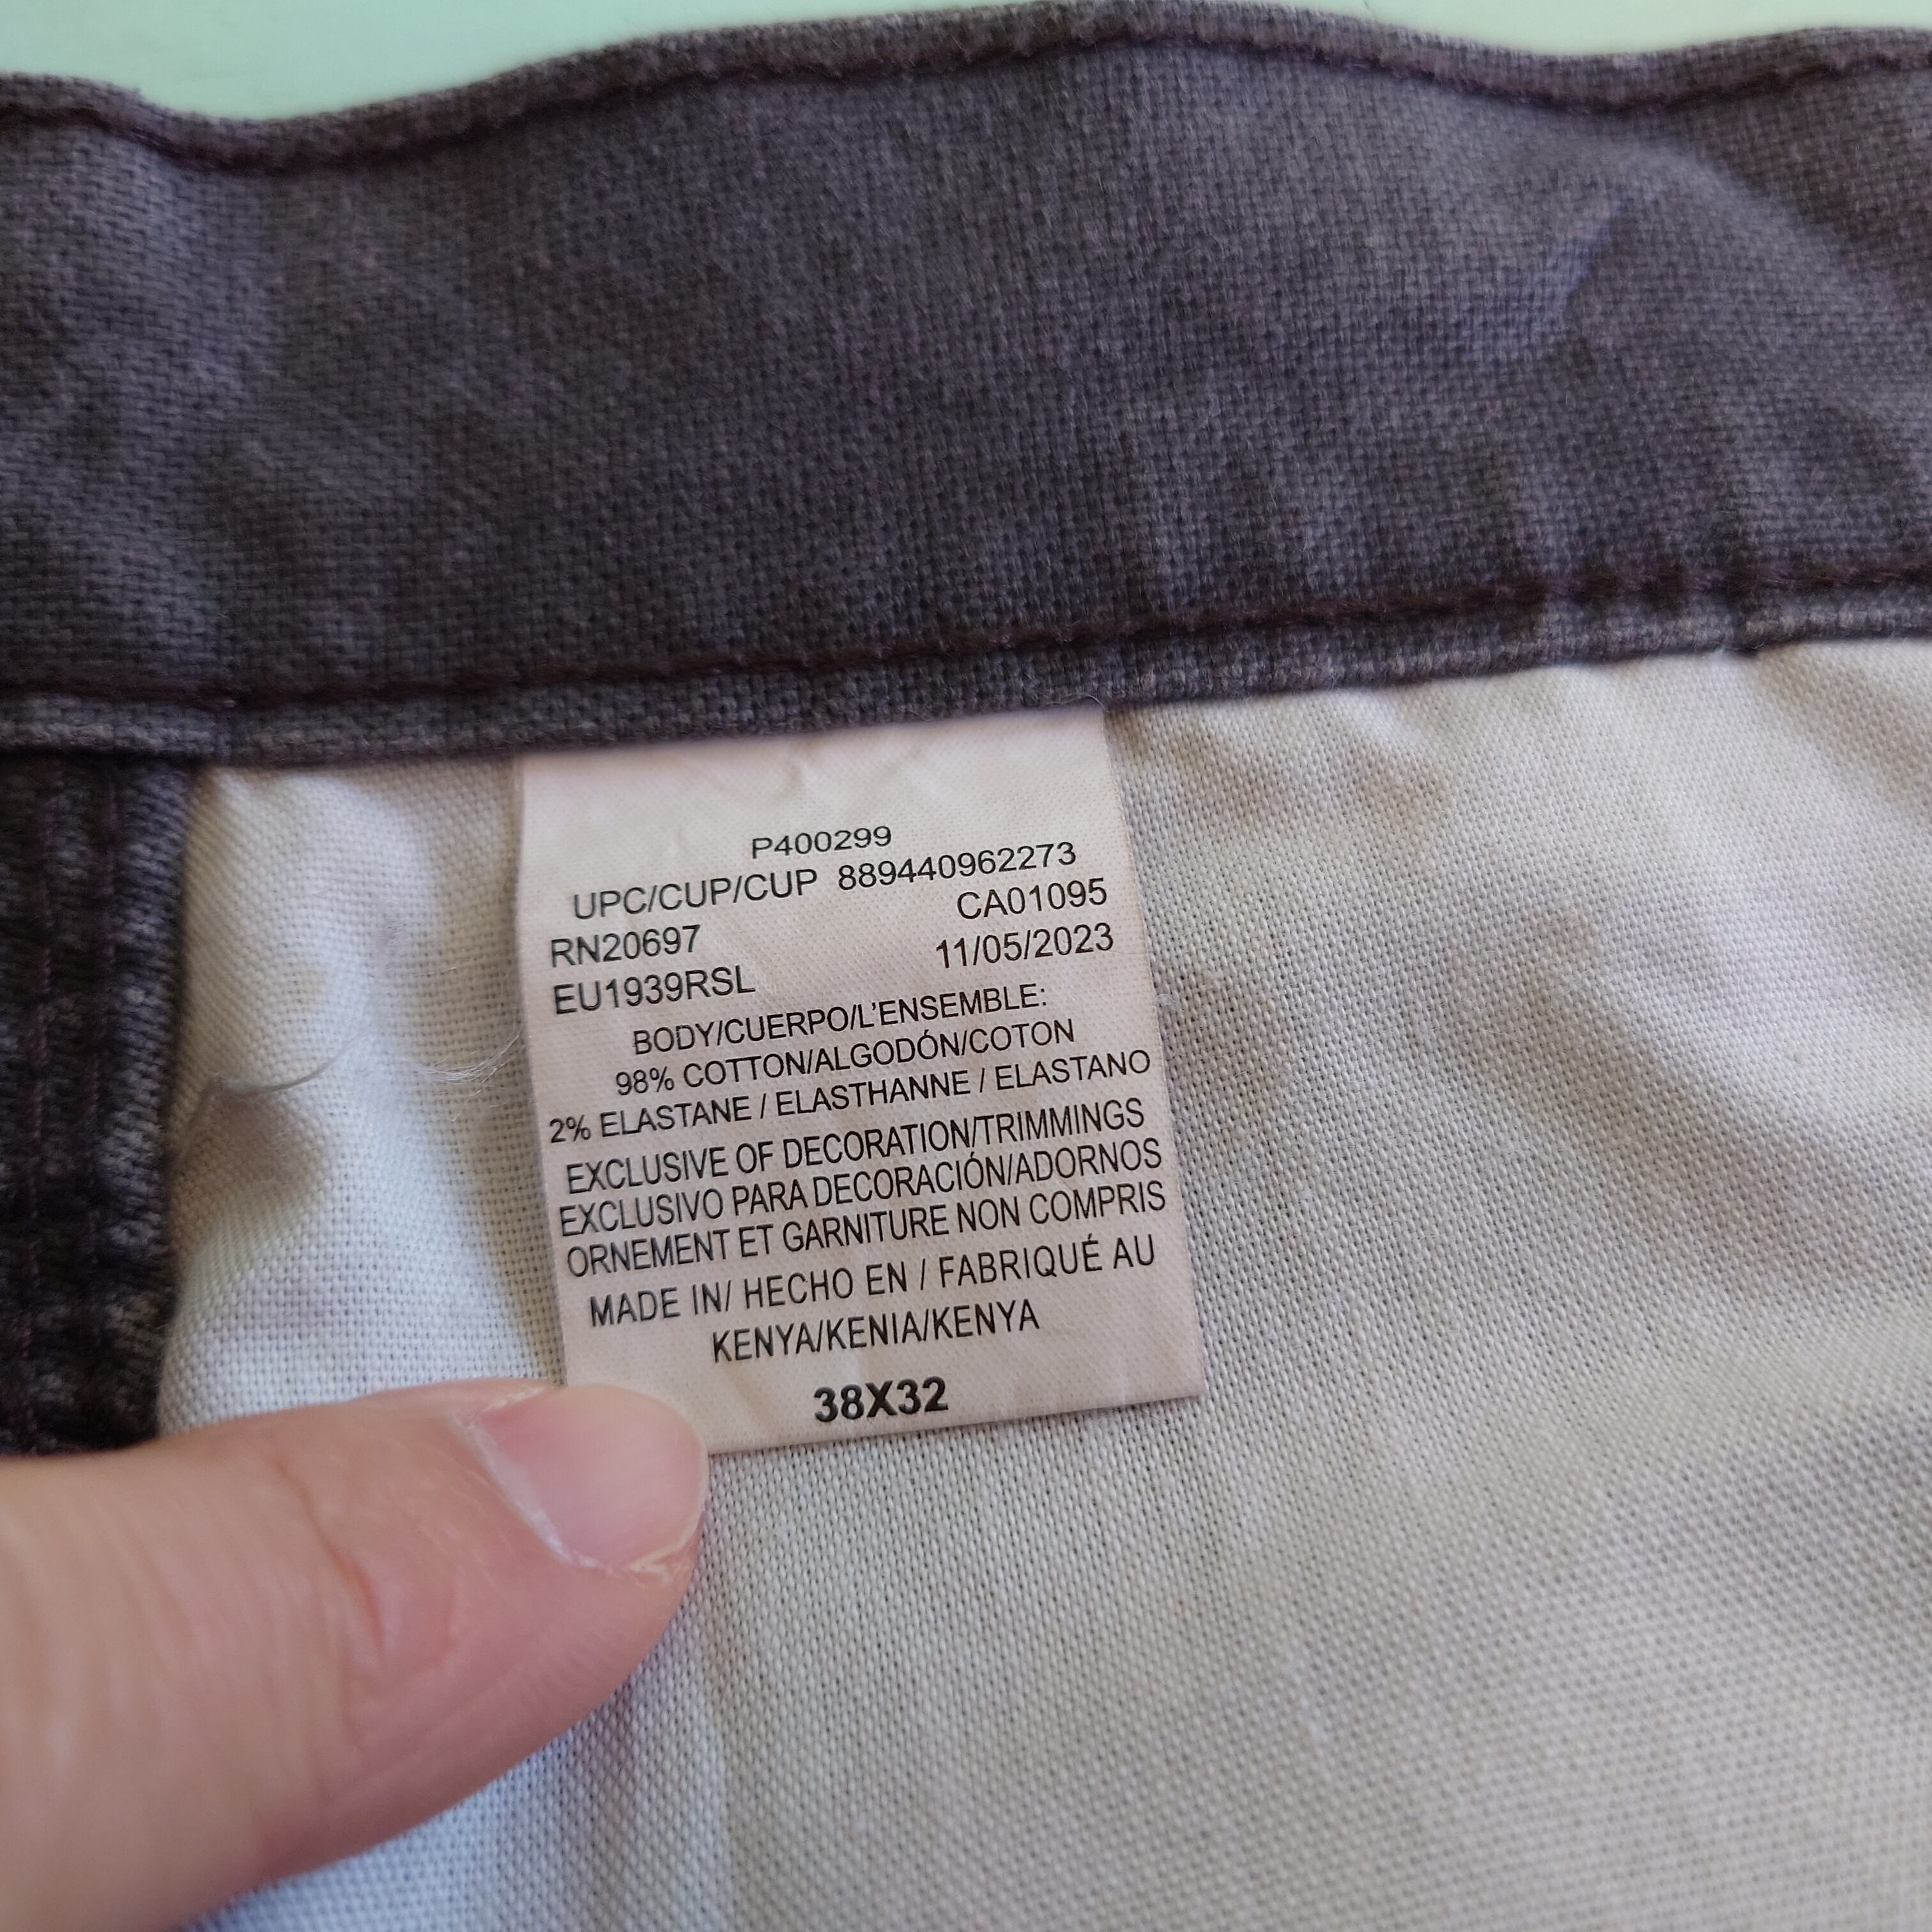 P400299
UPC/CUP/CUP 889440962273
RN20697 CA01095
EU1939RSL 11/05/2023
BODY/CUERPO/L'ENSEMBLE:
98% COTTON/ALGODÓN/COTON
2% ELASTANE / ELASTHANNE / ELASTANO
EXCLUSIVE OF DECORATION/TRIMMINGS
EXCLUSIVO PARA DECORACIÓN/ADORNOS
ORNEMENT ET GARNITURE NON COMPRIS
MADE IN/ HECHO EN / FABRIQUÉ AU
KENYA/KENIA/KENYA
38X32